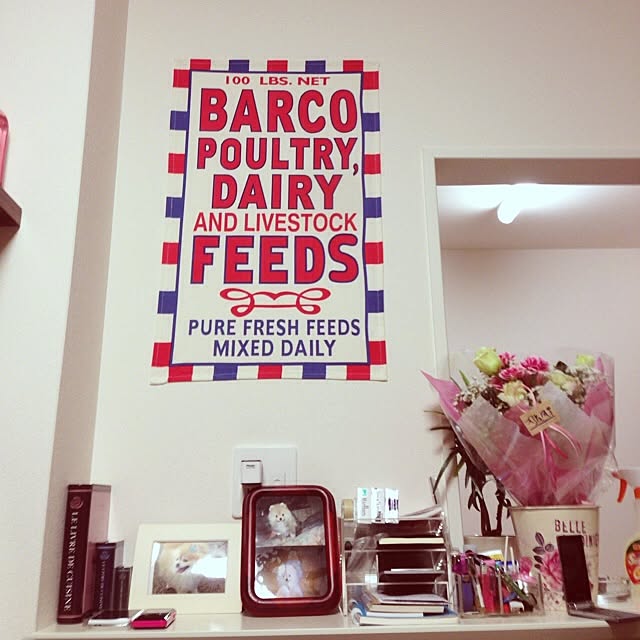 100 LBS. NET
BARCO
POULTRY,
DAIRY
AND LIVESTOCK
FEEDS
PURE FRESH FEEDS
MIXED DAILY
LE LIVRE DE CUISINE
BELLE